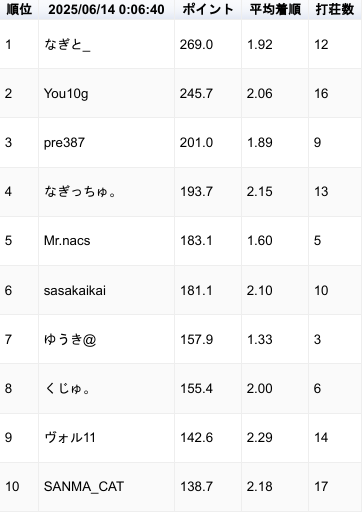 順位 2025/06/14 0:06:40 ポイント 平均着順 打荘数
1 なぎと_ 269.0 1.92 12
2 You10g 245.7 2.06 16
3 pre387 201.0 1.89 9
4 なぎっちゅ。 193.7 2.15 13
5 Mr.nacs 183.1 1.60 5
6 sasakaikai 181.1 2.10 10
7 ゆうき@ 157.9 1.33 3
8 くじゅ。 155.4 2.00 6
9 ヴォル11 142.6 2.29 14
10 SANMA_CAT 138.7 2.18 17